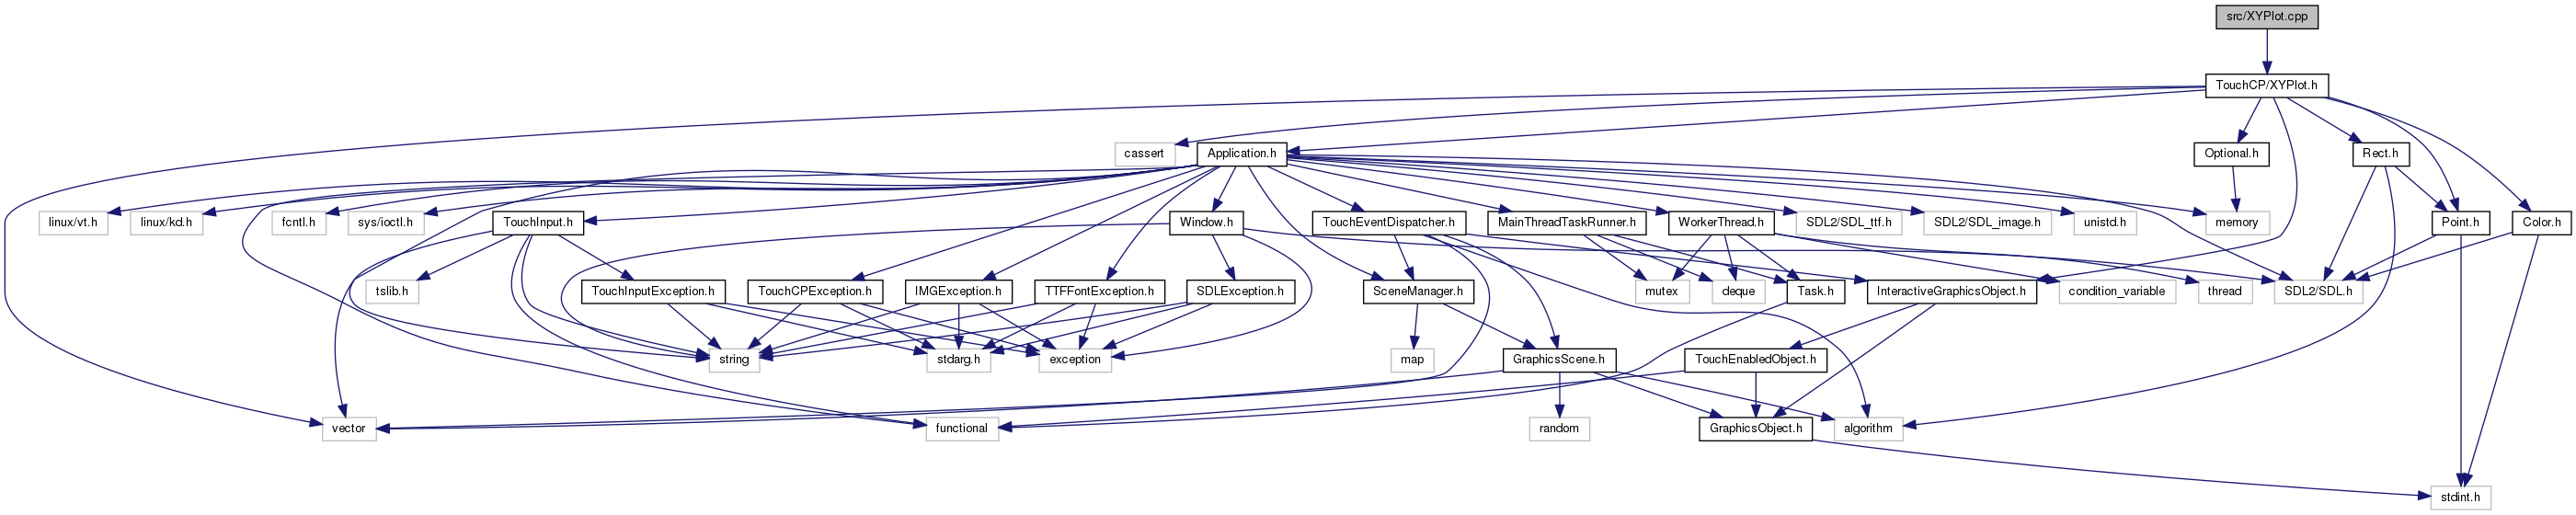 src/XYPlot.cpp
TouchCP/XYPlot.h
cassert
Application.h
Optional.h
Rect.h
linux/vt.h
linux/kd.h
fcntl.h
sys/ioctl.h
TouchInput.h
Window.h
TouchEventDispatcher.h
MainThreadTaskRunner.h
WorkerThread.h
SDL2/SDL_ttf.h
SDL2/SDL_image.h
unistd.h
memory
Point.h
Color.h
tslib.h
TouchInputException.h
TouchCPException.h
IMGException.h
TTFFontException.h
SDLException.h
SceneManager.h
mutex
deque
Task.h
InteractiveGraphicsObject.h
condition_variable
thread
SDL2/SDL.h
string
stdarg.h
exception
map
GraphicsScene.h
TouchEnabledObject.h
vector
functional
random
GraphicsObject.h
algorithm
stdint.h